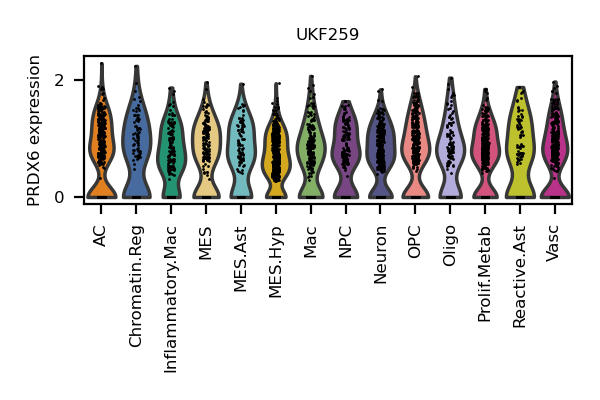 UKF259
PRDX6 expression
2
0
AC
Chromatin.Reg
Inflammatory.Mac
MES
MES.Ast
MES.Hyp
Mac
NPC
Neuron
OPC
Oligo
Prolif.Metab
Reactive.Ast
Vasc